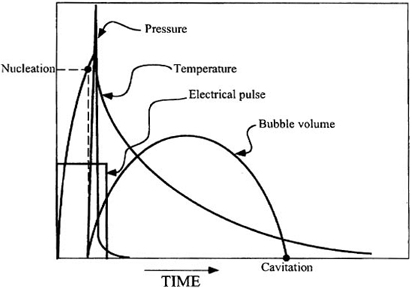 Pressure
Nucleation
Temperature
Electrical pulse
Bubble volume
Cavitation
TIME